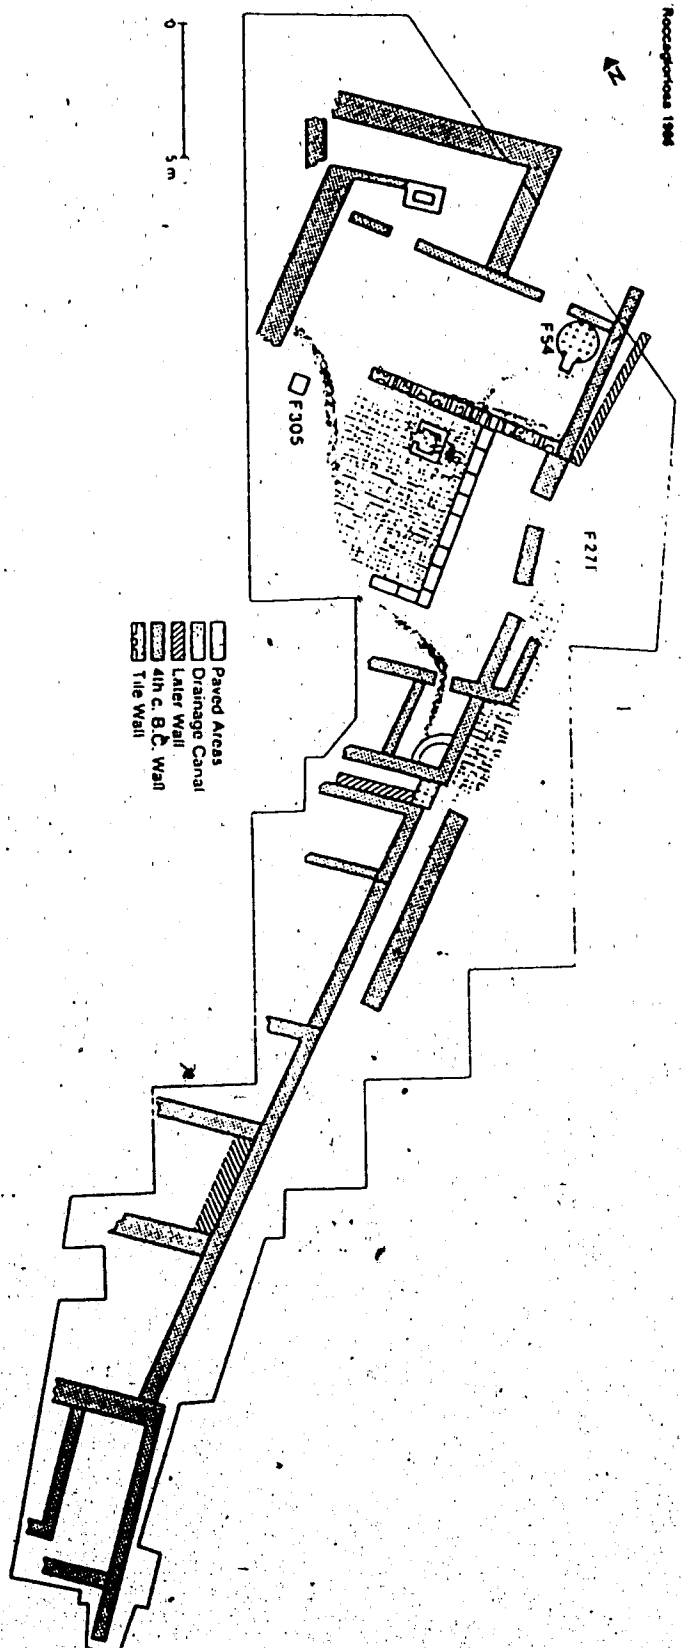 Roccagloriosa 1986
N
0
5 m
F54
F305
F271
Paved Areas
Drainage Canal
Later Wall
4th c. B.C. Wall
Tile Wall